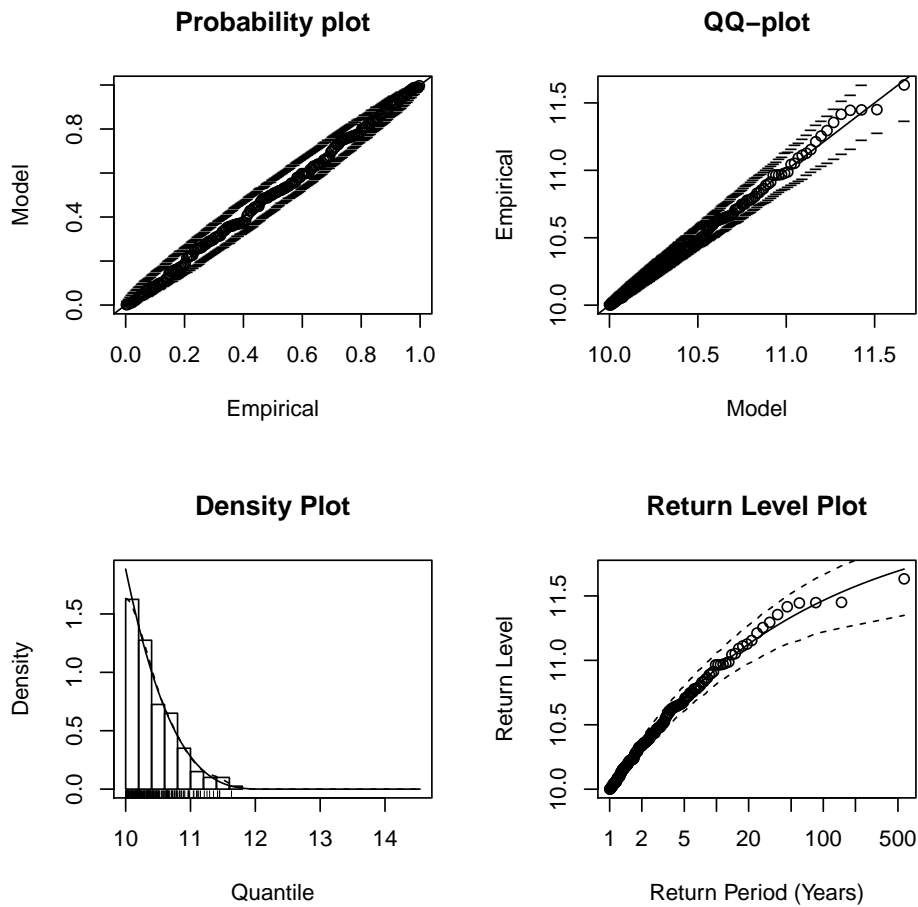 Probability plot
Model
0.0 0.4 0.8
0.0 0.2 0.4 0.6 0.8 1.0
Empirical
QQ−plot
Empirical
10.0 10.5 11.0 11.5
10.0 10.5 11.0 11.5
Model
Density Plot
Density
0.0 0.5 1.0 1.5
10 11 12 13 14
Quantile
Return Level Plot
Return Level
10.0 10.5 11.0 11.5
1 2 5 20 100 500
Return Period (Years)